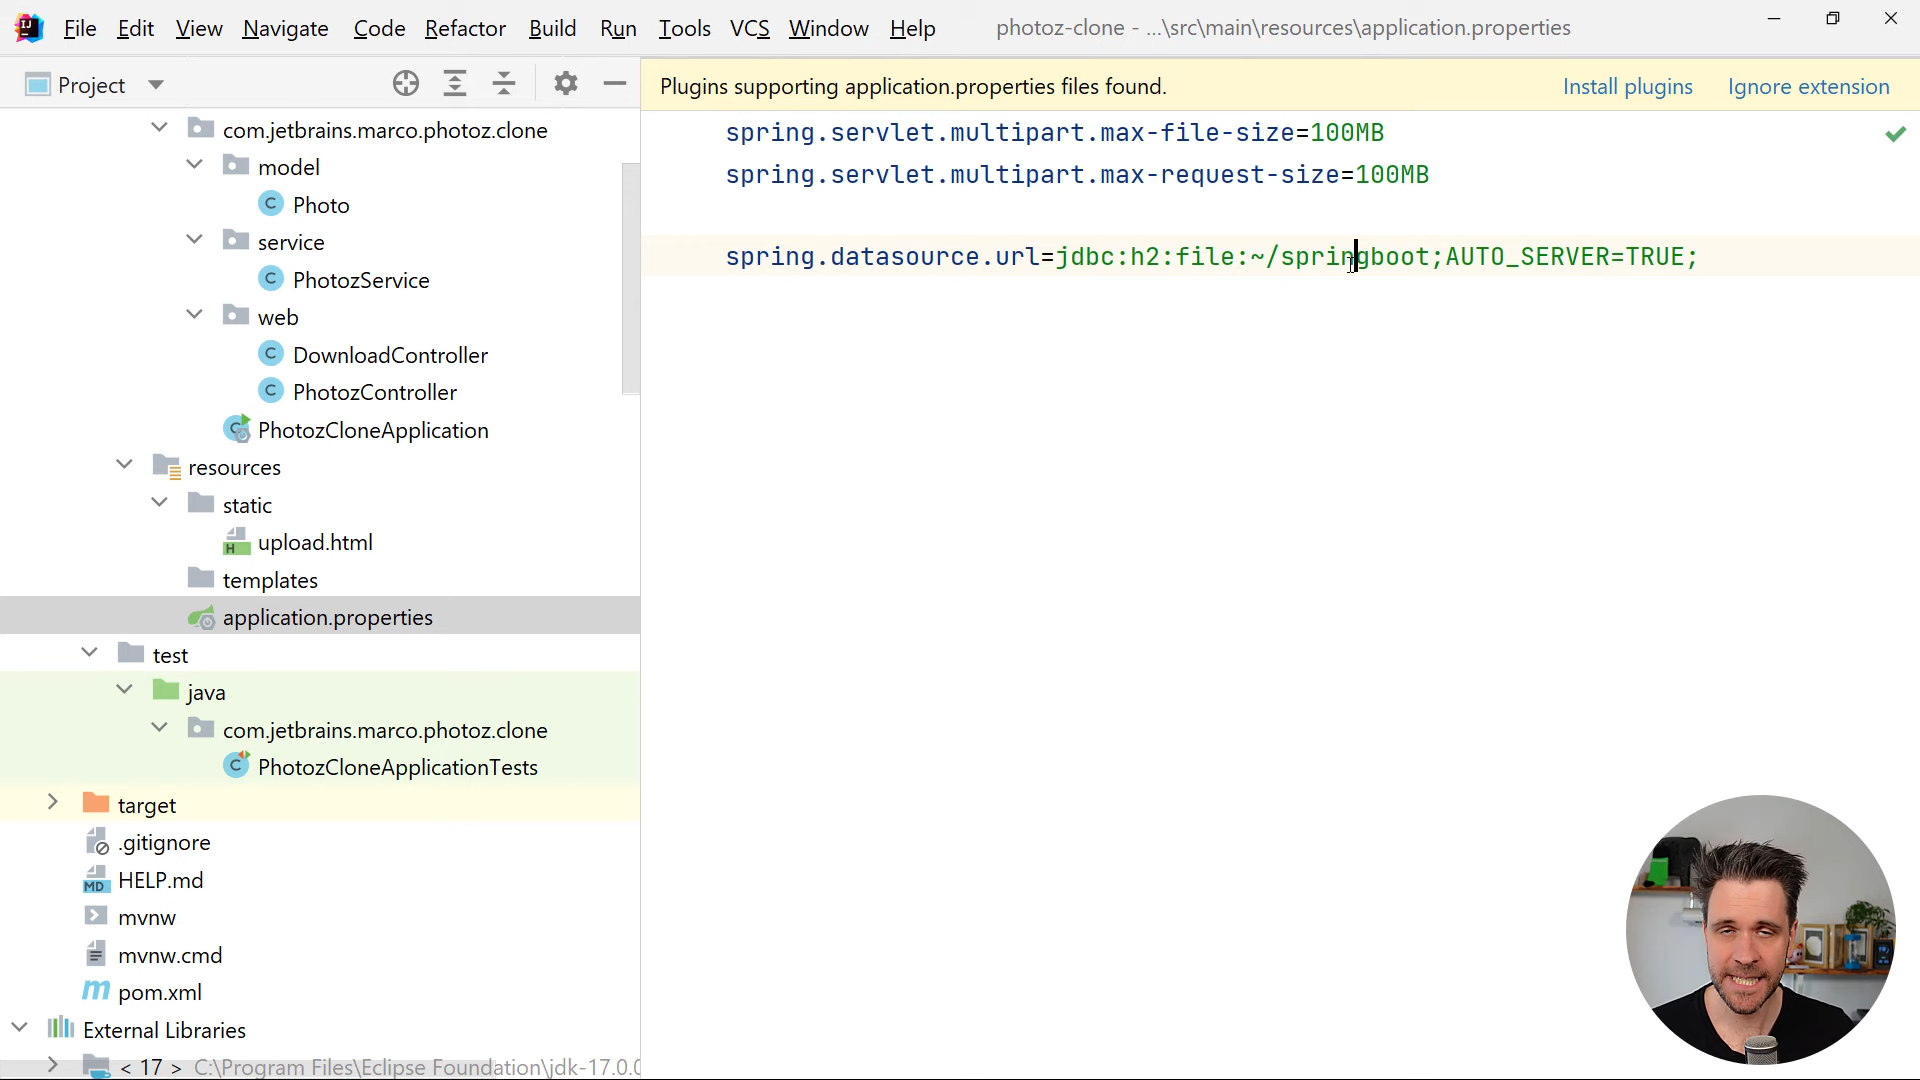 File Edit View Navigate Code Refactor Build Run Tools VCS Window Help photoz-clone - ...\src\main\resources\application.properties
Project
com.jetbrains.marco.photoz.clone
model
C Photo
service
C PhotozService
web
C DownloadController
C PhotozController
PhotozCloneApplication
resources
static
H upload.html
templates
application.properties
test
java
com.jetbrains.marco.photoz.clone
C PhotozCloneApplicationTests
target
.gitignore
MD HELP.md
mvnw
mvnw.cmd
m pom.xml
External Libraries
< 17 > C:\Program Files\Eclipse Foundation\jdk-17.0.0
Plugins supporting application.properties files found. Install plugins Ignore extension
spring.servlet.multipart.max-file-size=100MB
spring.servlet.multipart.max-request-size=100MB
spring.datasource.url=jdbc:h2:file:~/springboot;AUTO_SERVER=TRUE;